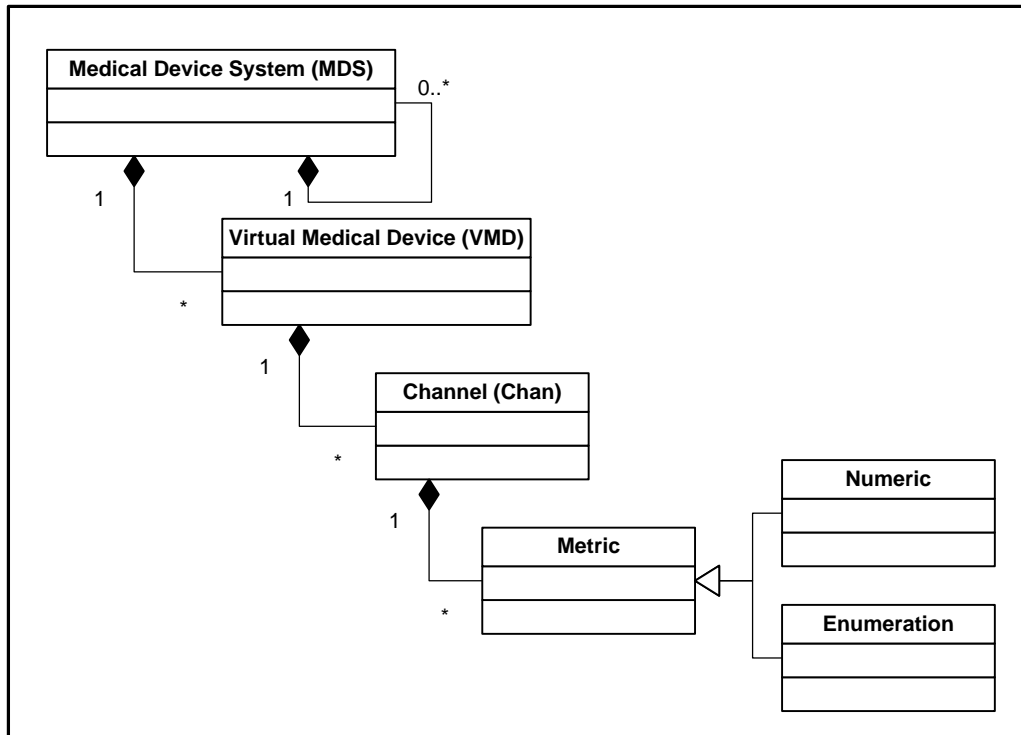 Medical Device System (MDS)
0..*
1
1
Virtual Medical Device (VMD)
*
1
Channel (Chan)
*
1
Numeric
Metric
*
Enumeration